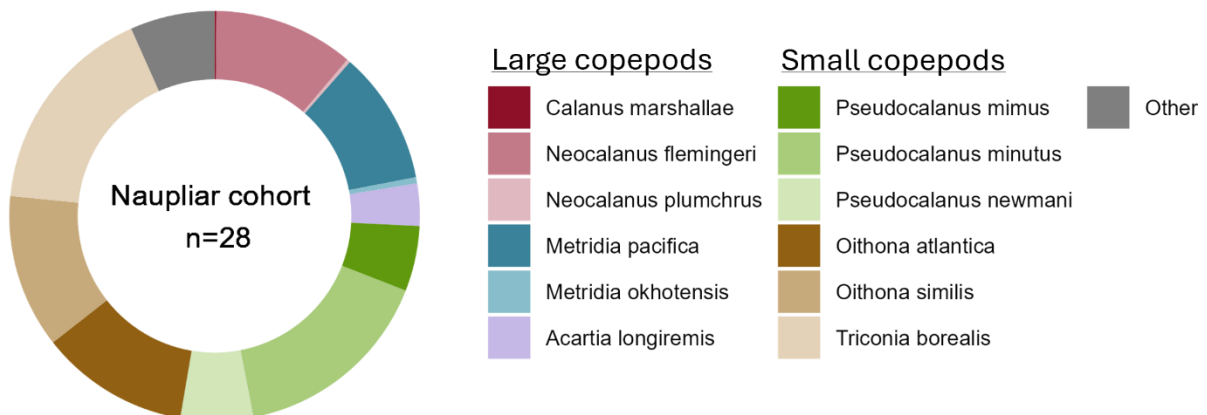 Naupliar cohort
n=28
Large copepods
Calanus marshallae
Neocalanus flemingeri
Neocalanus plumchrus
Metridia pacifica
Metridia okhotensis
Acartia longiremis
Small copepods
Pseudocalanus mimus
Pseudocalanus minutus
Pseudocalanus newmani
Oithona atlantica
Oithona similis
Triconia borealis
Other